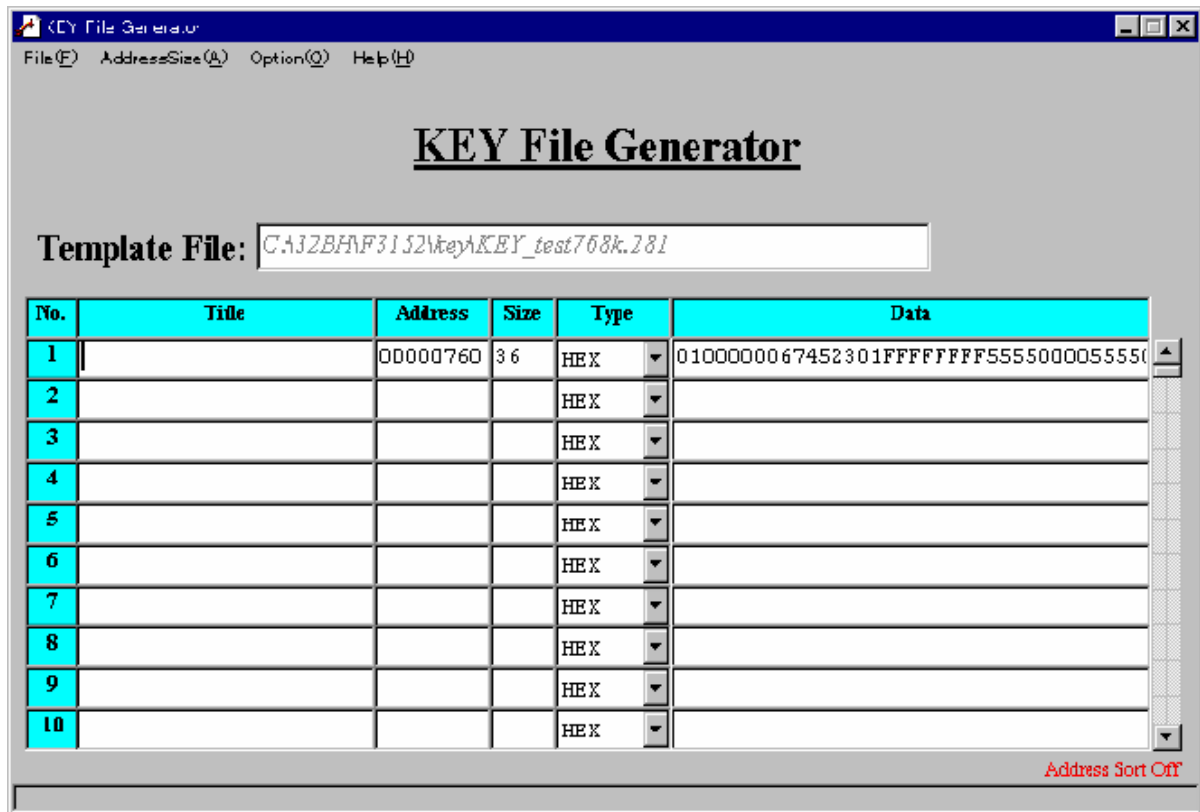 KEY File Generator
File(F) AddressSize(A) Option(O) Help(H)
KEY File Generator
Template File: C:\32BH\F3152\key\KEY_test768k.281
No. Title Address Size Type Data
1 00000760 36 HEX 0100000067452301FFFFFFFF555500005555(
2 HEX
3 HEX
4 HEX
5 HEX
6 HEX
7 HEX
8 HEX
9 HEX
10 HEX
Address Sort Off